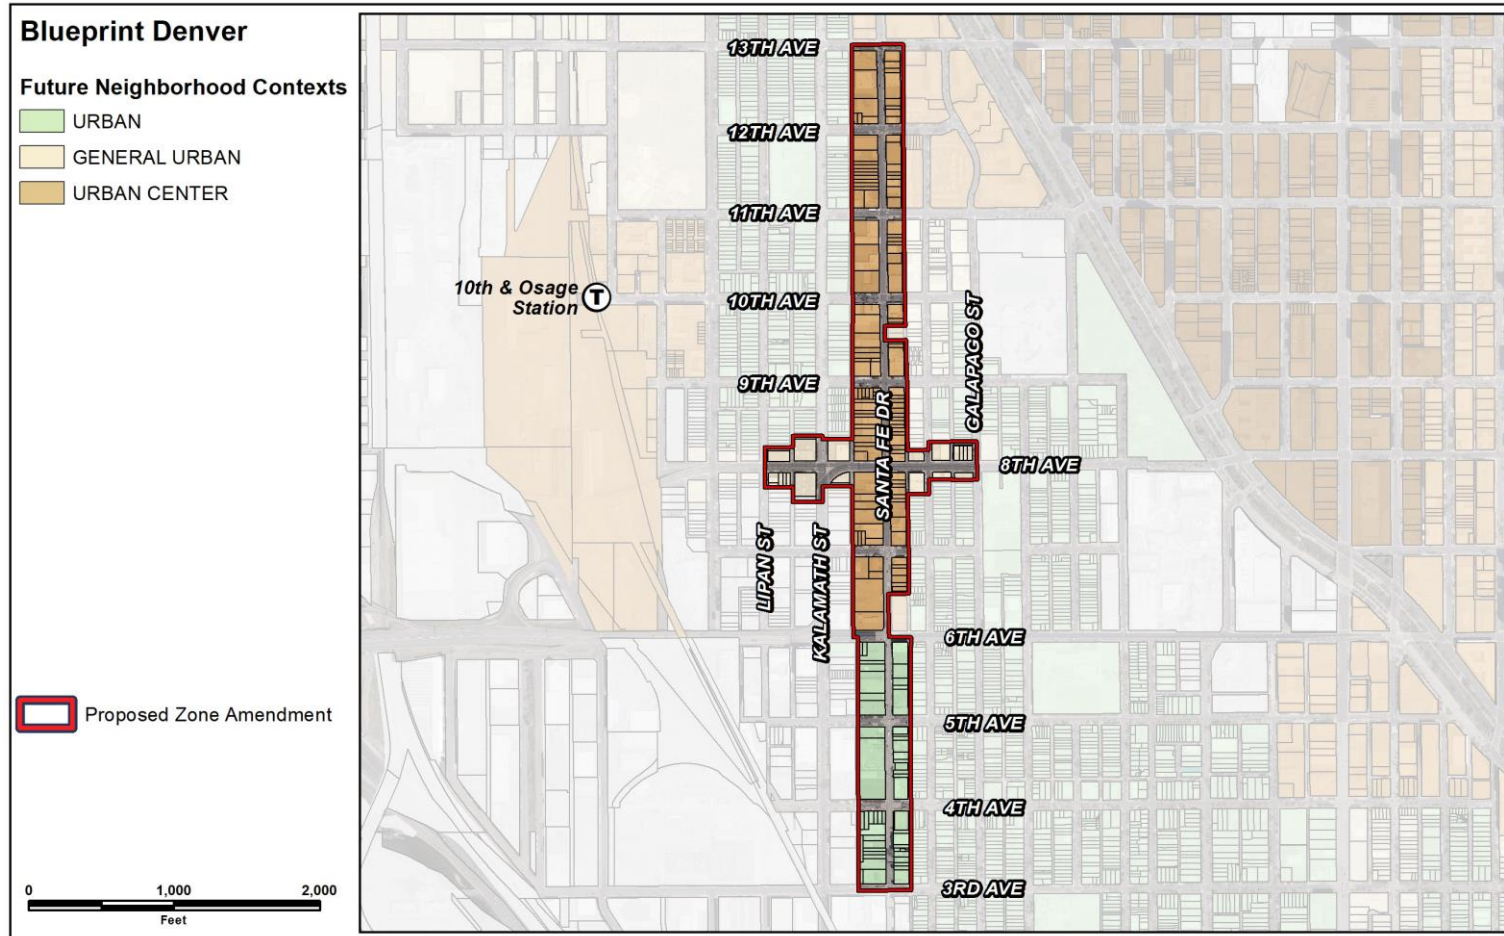 Blueprint Denver
Future Neighborhood Contexts
URBAN
GENERAL URBAN
URBAN CENTER
Proposed Zone Amendment
0 1,000 2,000
Feet
13TH AVE
12TH AVE
11TH AVE
10th & Osage
Station
T
10TH AVE
GALAPAGO ST
9TH AVE
SANTA FE DR
8TH AVE
LIPAN ST
KALAMATH ST
6TH AVE
5TH AVE
4TH AVE
3RD AVE